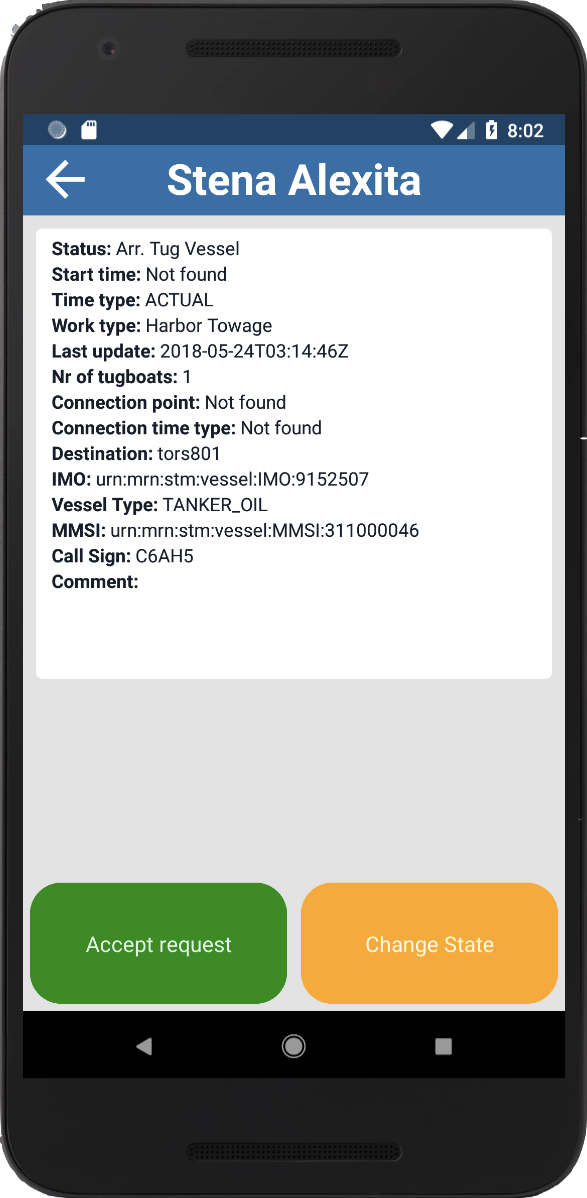 8:02
Stena Alexita
Status: Arr. Tug Vessel
Start time: Not found
Time type: ACTUAL
Work type: Harbor Towage
Last update: 2018-05-24T03:14:46Z
Nr of tugboats: 1
Connection point: Not found
Connection time type: Not found
Destination: tors801
IMO: urn:mrn:stm:vessel:IMO:9152507
Vessel Type: TANKER_OIL
MMSI: urn:mrn:stm:vessel:MMSI:311000046
Call Sign: C6AH5
Comment:
Accept request
Change State